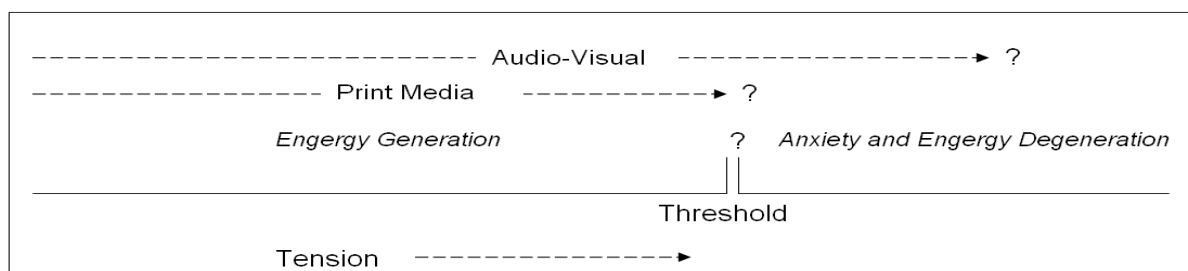 Audio-Visual ?
Print Media ?
Engergy Generation ? Anxiety and Engergy Degeneration
Threshold
Tension